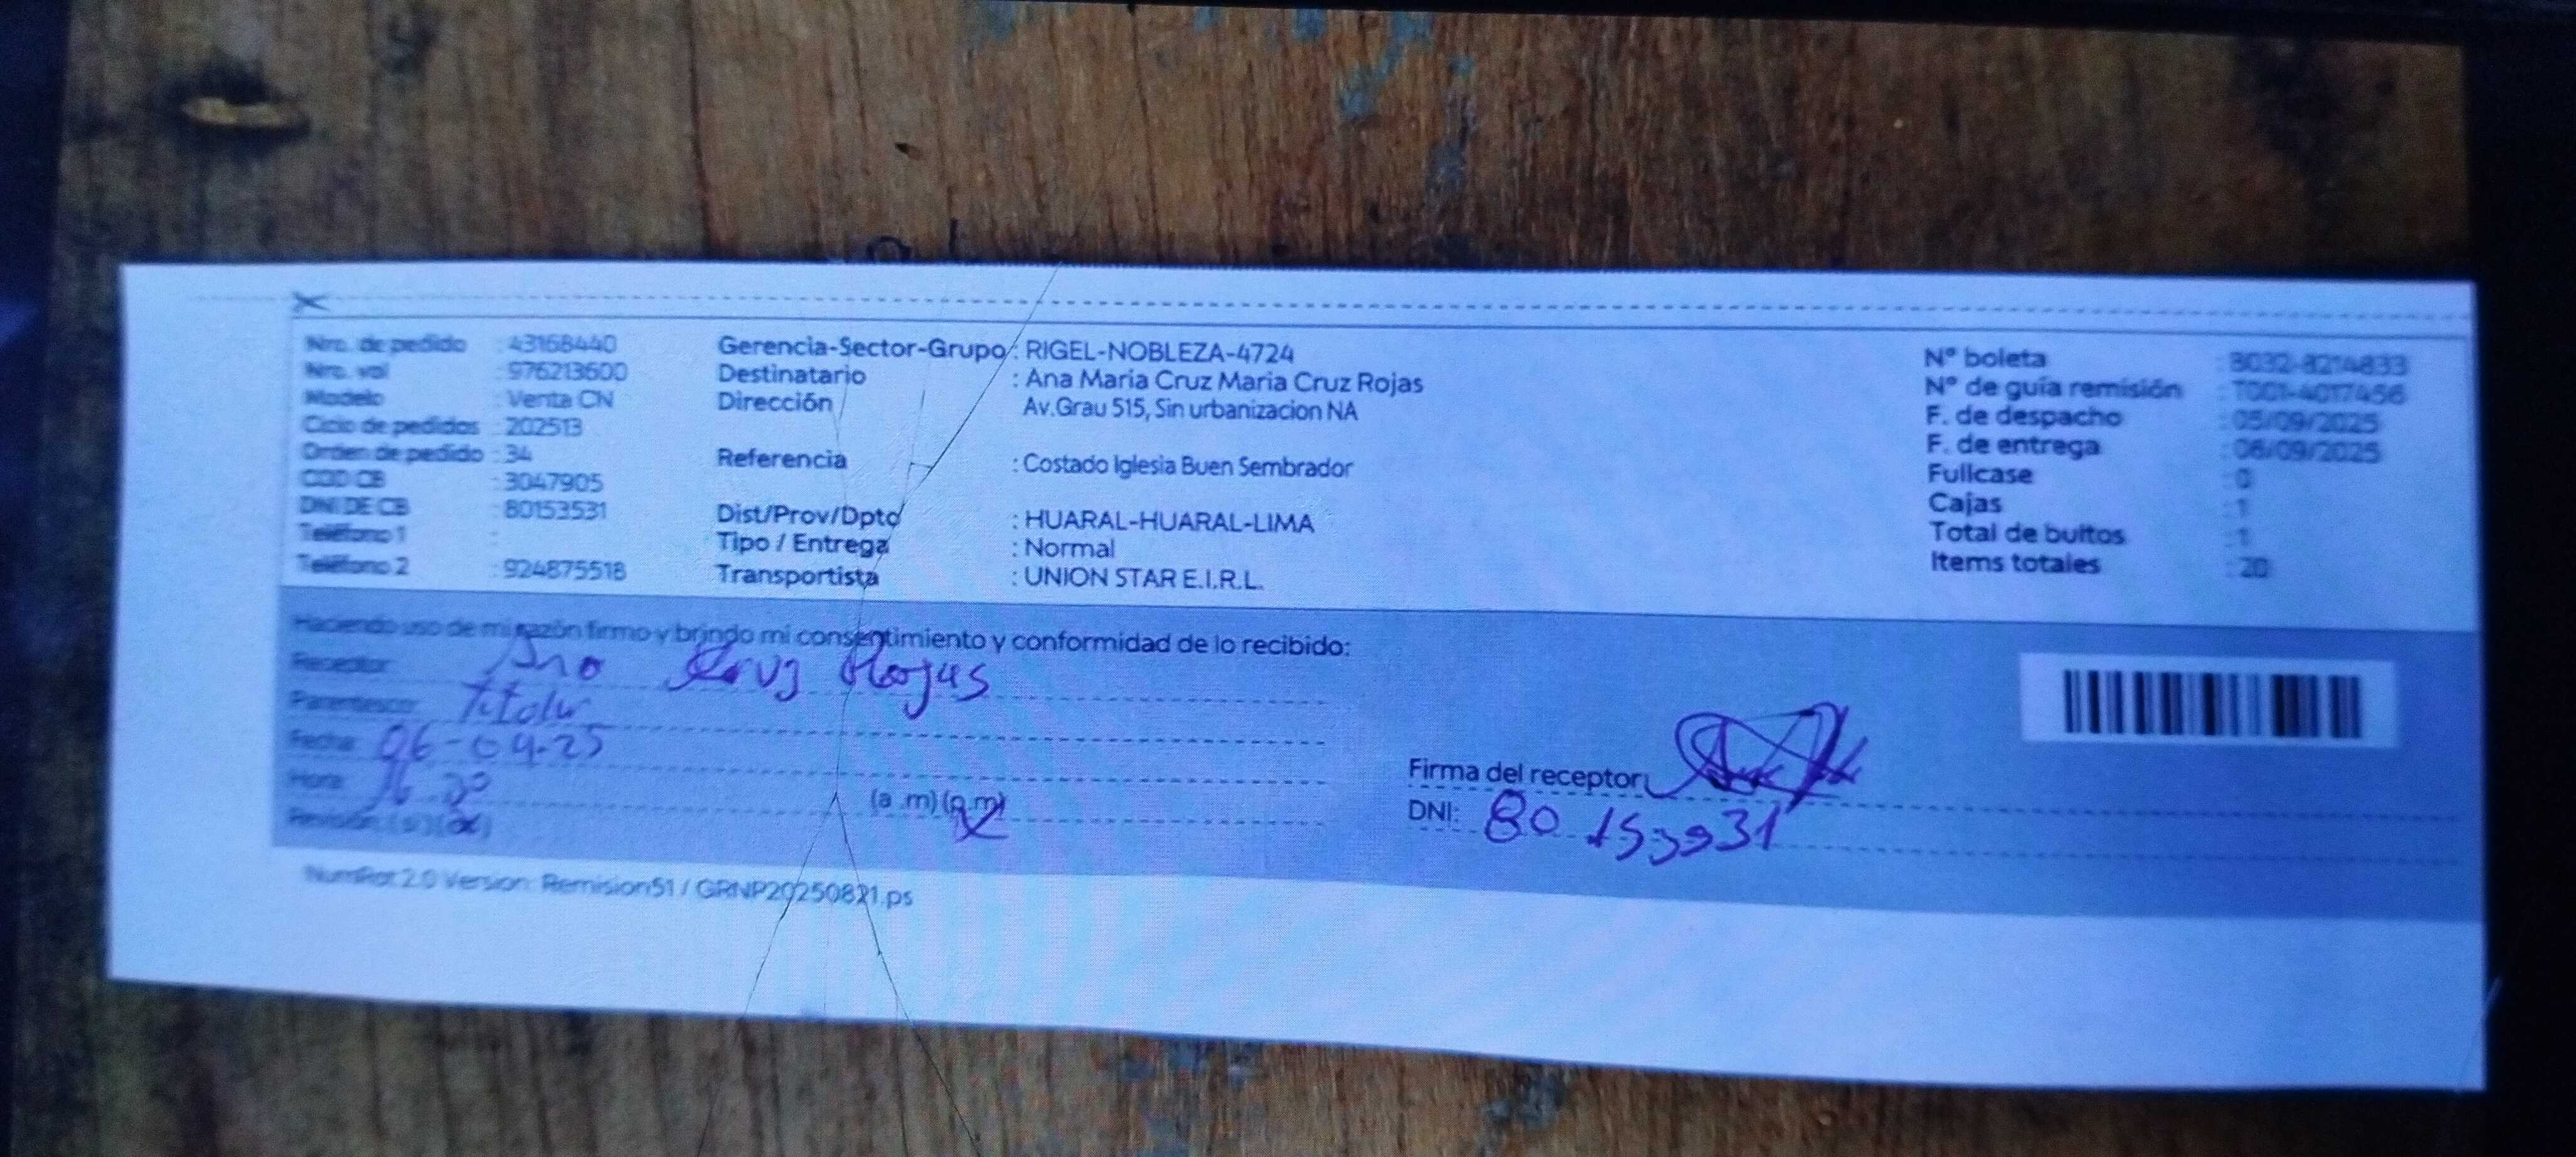 Nro. de pedido : 43168440
Nro. val : 976213600
Modelo : Venta CN
Ciclo de pedidos : 202513
Orden de pedido : 34
COD CB : 3047905
DNI DE CB : 80153531
Teléfono 1 :
Teléfono 2 : 924875518
Gerencia-Sector-Grupo : RIGEL-NOBLEZA-4724
Destinatario : Ana Maria Cruz Maria Cruz Rojas
Dirección Av.Grau 515, Sin urbanizacion NA
Referencia : Costado Iglesia Buen Sembrador
Dist/Prov/Dpto : HUARAL-HUARAL-LIMA
Tipo / Entrega : Normal
Transportista : UNION STAR E.I.R.L.
N° boleta : B032-8214833
N° de guía remisión : T001-4017456
F. de despacho : 05/09/2025
F. de entrega : 06/09/2025
Fullcase : 0
Cajas : 1
Total de bultos : 1
Items totales : 20
Haciendo uso de mi razón firmo y brindo mi consentimiento y conformidad de lo recibido:
Receptor: Ana Cruz Rojas
Parentesco: titular
Fecha: 06-09-25
Hora: (a.m) (p.m)
Revisión:
Firma del receptor:
DNI: 80
Version: Remision51 / GRNP20250821.ps